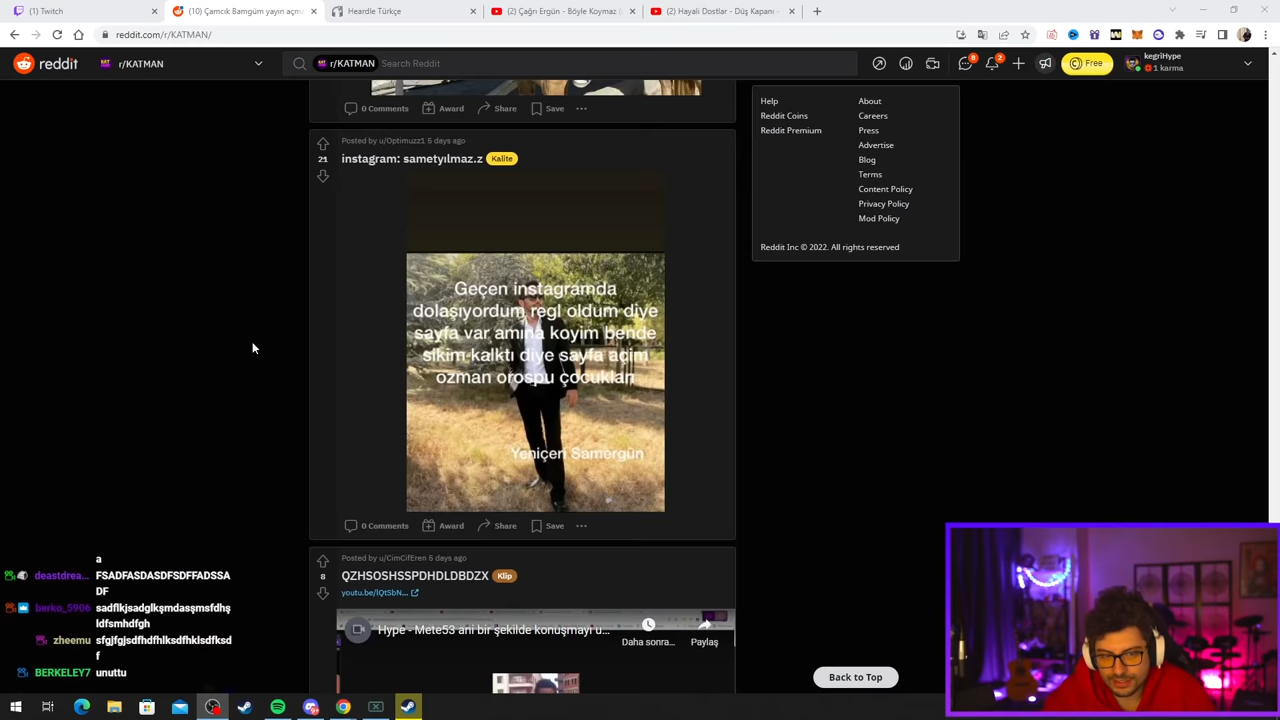 (1) Twitch
(10) Çamcık Bamgüm yayın açma
Heardle Türkçe
(2) Çağrı Ergün - Böyle Koymaz (
(2) Hayali Dostlar - Düş Kapanı -
reddit.com/r/KATMAN/
reddit
r/KATMAN
r/KATMAN
Search Reddit
8
2
Free
kegriHype
1 karma
0 Comments
Award
Share
Save
Help
About
Reddit Coins
Careers
Reddit Premium
Press
Advertise
Blog
Terms
Content Policy
Privacy Policy
Mod Policy
Reddit Inc © 2022. All rights reserved
Posted by u/Optimuzz1 5 days ago
21
instagram: sametyılmaz.z
Kalite
Geçen instagramda
dolaşıyordum regl oldum diye
sayfa var amına koyim bende
sikim kalktı diye sayfa açim
ozman orospu çocukları
Yeniçeri Samergün
0 Comments
Award
Share
Save
Posted by u/CimCifEren 5 days ago
8
QZHSOSHSSPDHDLDBDZX
Klip
youtu.be/lQtSbN...
Hype - Mete53 ani bir şekilde konuşmayı u...
Daha sonra...
Paylaş
Back to Top
a
deastdrea...
FSADFASDASDFSDFFADSSA
DF
berko_5906
sadflkjsadglkşmdasşmsfdhş
ldfsmhdfgh
zheemu
sfgjfgjsdfhdfhlksdfhklsdfksd
f
BERKELEY7
unuttu